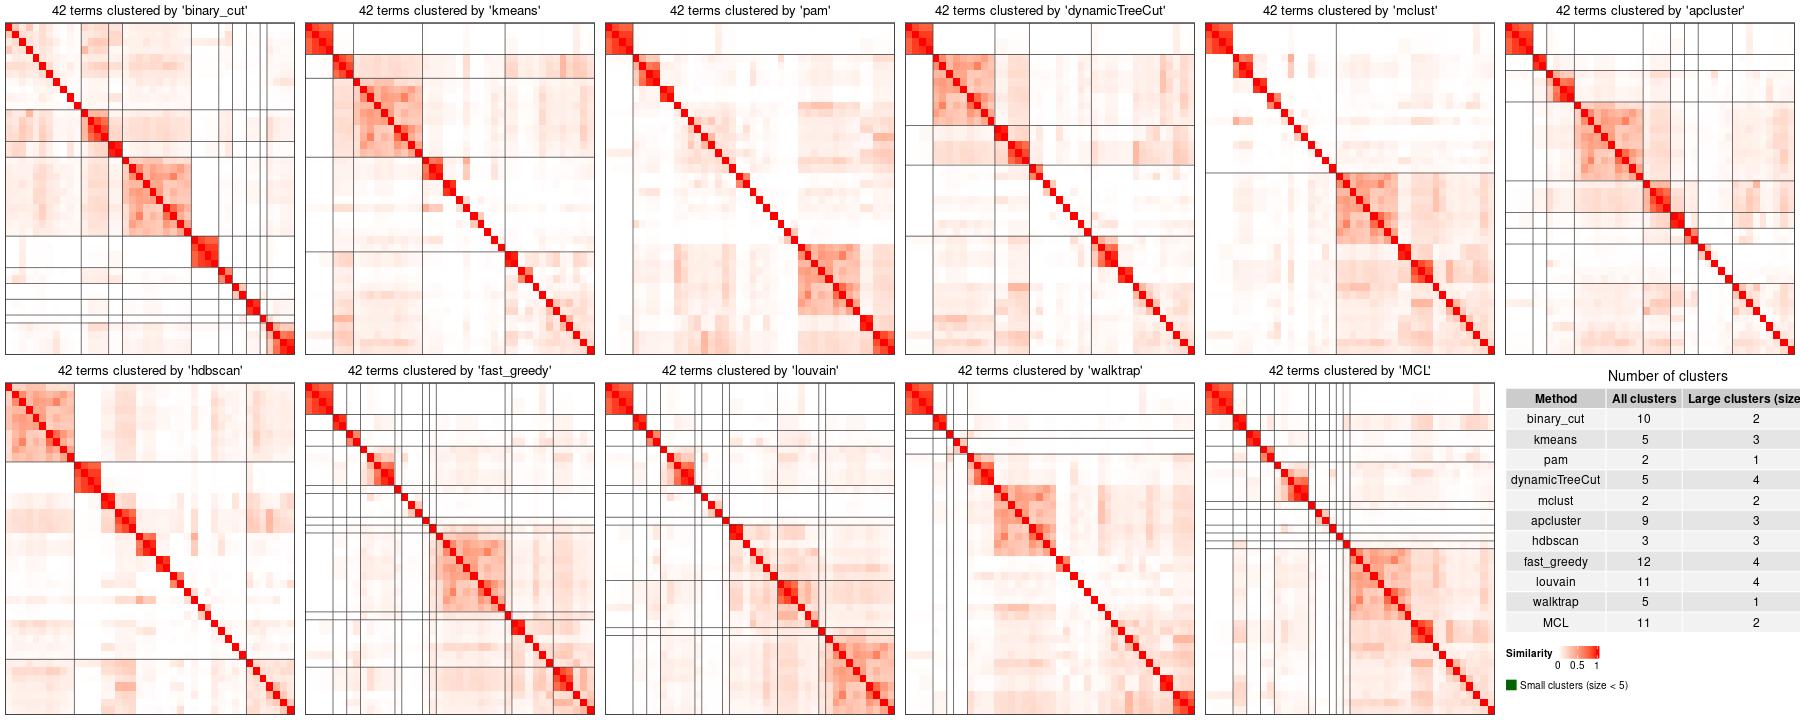 42 terms clustered by 'binary_cut'
42 terms clustered by 'kmeans'
42 terms clustered by 'pam'
42 terms clustered by 'dynamicTreeCut'
42 terms clustered by 'mclust'
42 terms clustered by 'apcluster'
42 terms clustered by 'hdbscan'
42 terms clustered by 'fast_greedy'
42 terms clustered by 'louvain'
42 terms clustered by 'walktrap'
42 terms clustered by 'MCL'
Number of clusters
Method All clusters Large clusters (size
binary_cut 10 2
kmeans 5 3
pam 2 1
dynamicTreeCut 5 4
mclust 2 2
apcluster 9 3
hdbscan 3 3
fast_greedy 12 4
louvain 11 4
walktrap 5 1
MCL 11 2
Similarity
0 0.5 1
Small clusters (size < 5)